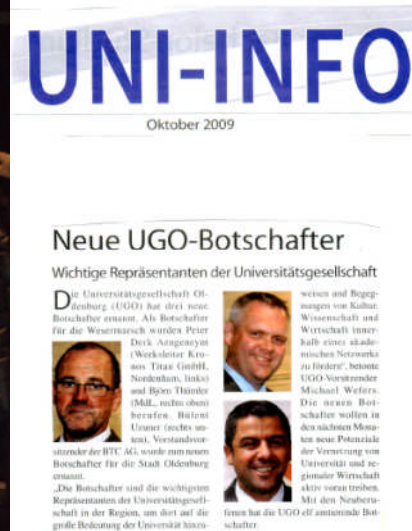 UNI-INFO
Oktober 2009
Neue UGO-Botschafter
Wichtige Repräsentanten der Universitätsgesellschaft
Die Universitätsgesellschaft Ol-
denburg (UGO) hat drei neue
Botschafter ernannt. Als Botschafter
für die Wesermarsch wurden Peter
Derk Anngeneyni
(Werksleiter Kro-
nos Titan GmbH,
Nordenham, links)
und Björn Thümler
(MdL, rechts oben)
berufen. Bülent
Uzuner (rechts un-
ten), Vorstandsvor-
sitzender der BTC AG, wurde zum neuen
Botschafter für die Stadt Oldenburg
ernannt.
„Die Botschafter sind die wichtigsten
Repräsentanten der Universitätsgesell-
schaft in der Region, um dort auf die
große Bedeutung der Universität hinzu-
weisen und Begeg-
nungen von Kultur,
Wissenschaft und
Wirtschaft inner-
halb eines akade-
mischen Netzwerks
zu fördern", betonte
UGO-Vorsitzender
Michael Wefers.
Die neuen Bot-
schafter wollen in
den nächsten Mona-
ten neue Potenziale
der Vernetzung von
Universität und re-
gionaler Wirtschaft
aktiv voran treiben.
Mit den Neuberu-
fenen hat die UGO elf amtierende Bot-
schafter.